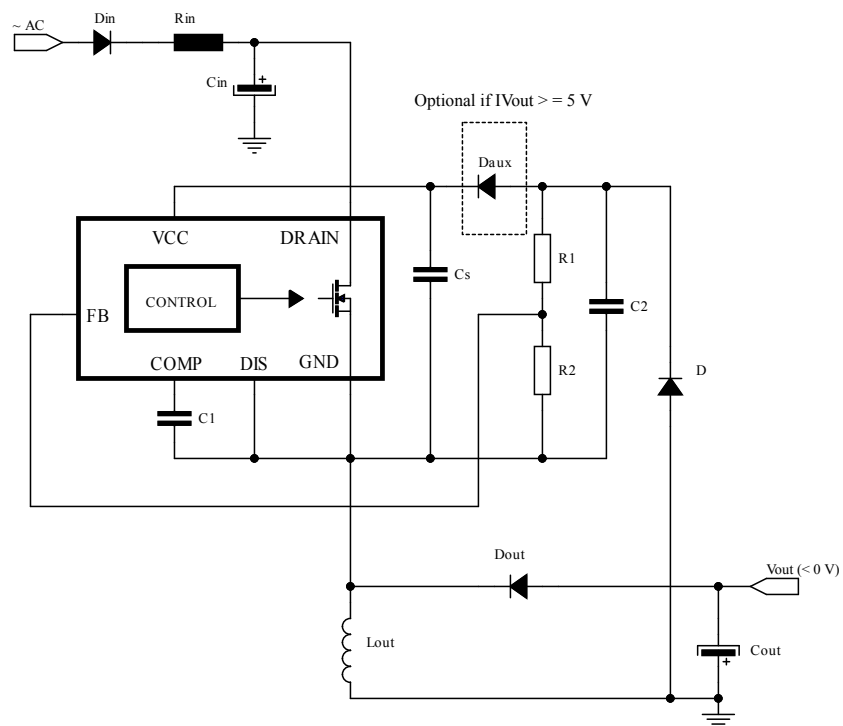 ~ AC
Din
Rin
Cin
+
Optional if IVout > = 5 V
Daux
VCC
DRAIN
R1
Cs
CONTROL
C2
FB
COMP
DIS
GND
R2
D
C1
Dout
Vout (< 0 V)
Lout
Cout
+